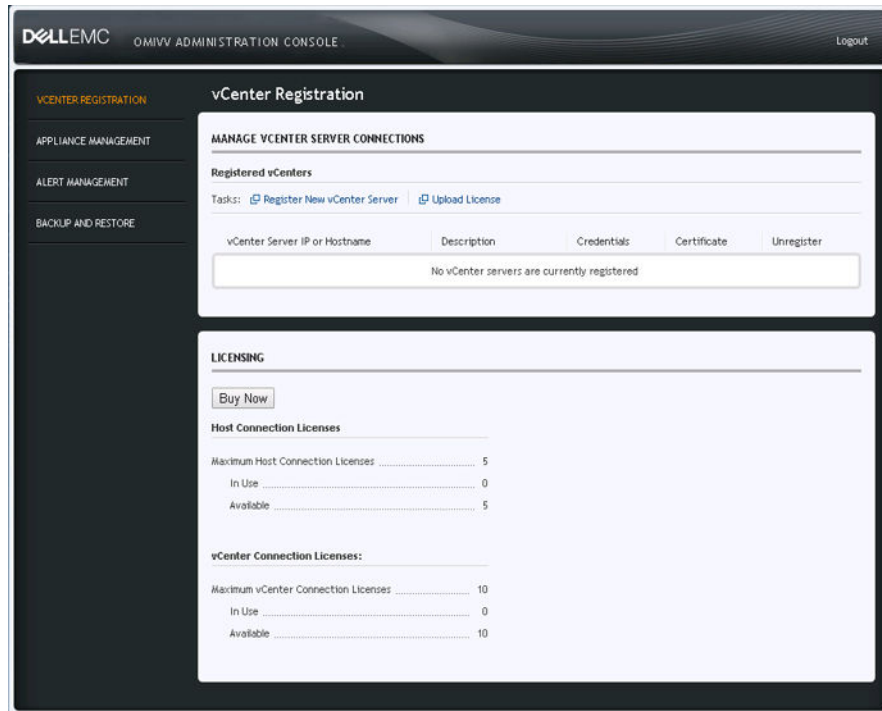 DELLEMC OMIVV ADMINISTRATION CONSOLE Logout
VCENTER REGISTRATION
APPLIANCE MANAGEMENT
ALERT MANAGEMENT
BACKUP AND RESTORE
vCenter Registration
MANAGE VCENTER SERVER CONNECTIONS
Registered vCenters
Tasks: Register New vCenter Server Upload License
vCenter Server IP or Hostname Description Credentials Certificate Unregister
No vCenter servers are currently registered
LICENSING
Buy Now
Host Connection Licenses
Maximum Host Connection Licenses 5
In Use 0
Available 5
vCenter Connection Licenses:
Maximum vCenter Connection Licenses 10
In Use 0
Available 10